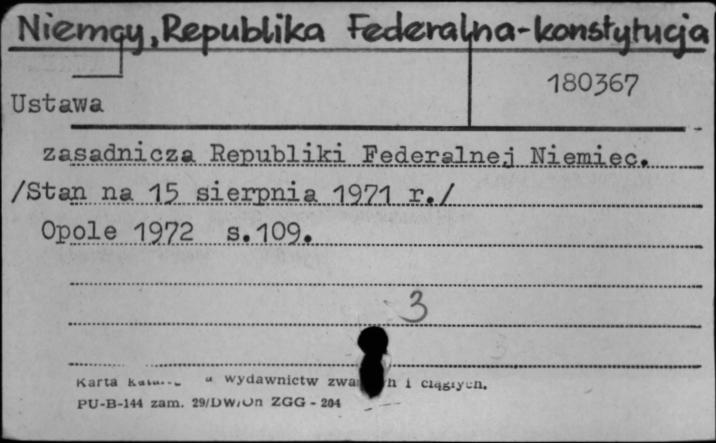 Niemcy, Republika Federalna-konstytucja
180367
Ustawa
zasadnicza Republiki Federalnej Niemiec.
/Stan na 15 sierpnia 1971 r./
Opole 1972 s.109.
3
Karta wydawnictw i ciągłych.
PU-B-144 zam. 29/ ZGG - 204